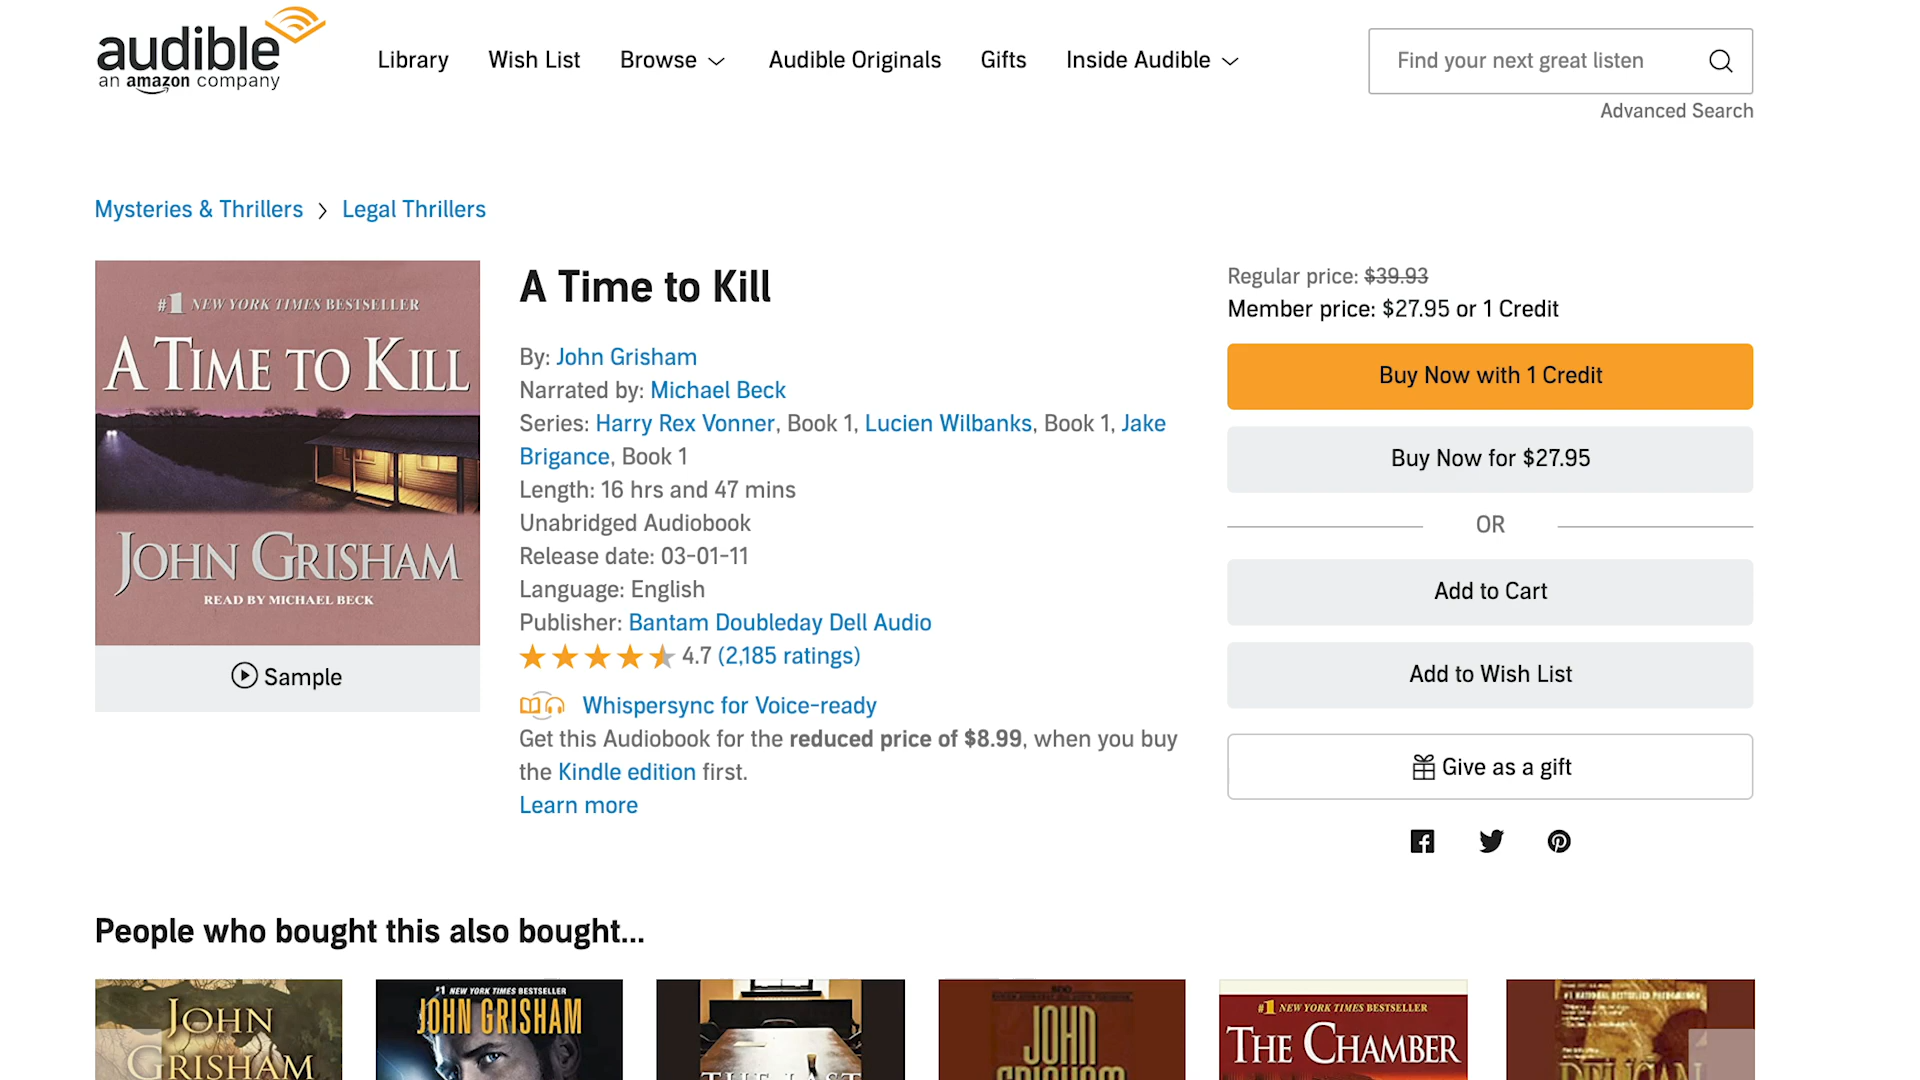 audible
an amazon company
Library
Wish List
Browse
Audible Originals
Gifts
Inside Audible
Find your next great listen
Advanced Search
Mysteries & Thrillers
Legal Thrillers
#1 NEW YORK TIMES BESTSELLER
A TIME TO KILL
JOHN GRISHAM
READ BY MICHAEL BECK
Sample
A Time to Kill
By: John Grisham
Narrated by: Michael Beck
Series: Harry Rex Vonner, Book 1, Lucien Wilbanks, Book 1, Jake
Brigance, Book 1
Length: 16 hrs and 47 mins
Unabridged Audiobook
Release date: 03-01-11
Language: English
Publisher: Bantam Doubleday Dell Audio
4.7 (2,185 ratings)
Whispersync for Voice-ready
Get this Audiobook for the reduced price of $8.99, when you buy
the Kindle edition first.
Learn more
Regular price: $39.93
Member price: $27.95 or 1 Credit
Buy Now with 1 Credit
Buy Now for $27.95
OR
Add to Cart
Add to Wish List
Give as a gift
People who bought this also bought...
JOHN
GRISHAM
#1 NEW YORK TIMES BESTSELLER
JOHN GRISHAM
THE LAST
JOHN
GRISHAM
#1 NEW YORK TIMES BESTSELLER
THE CHAMBER
PELICAN